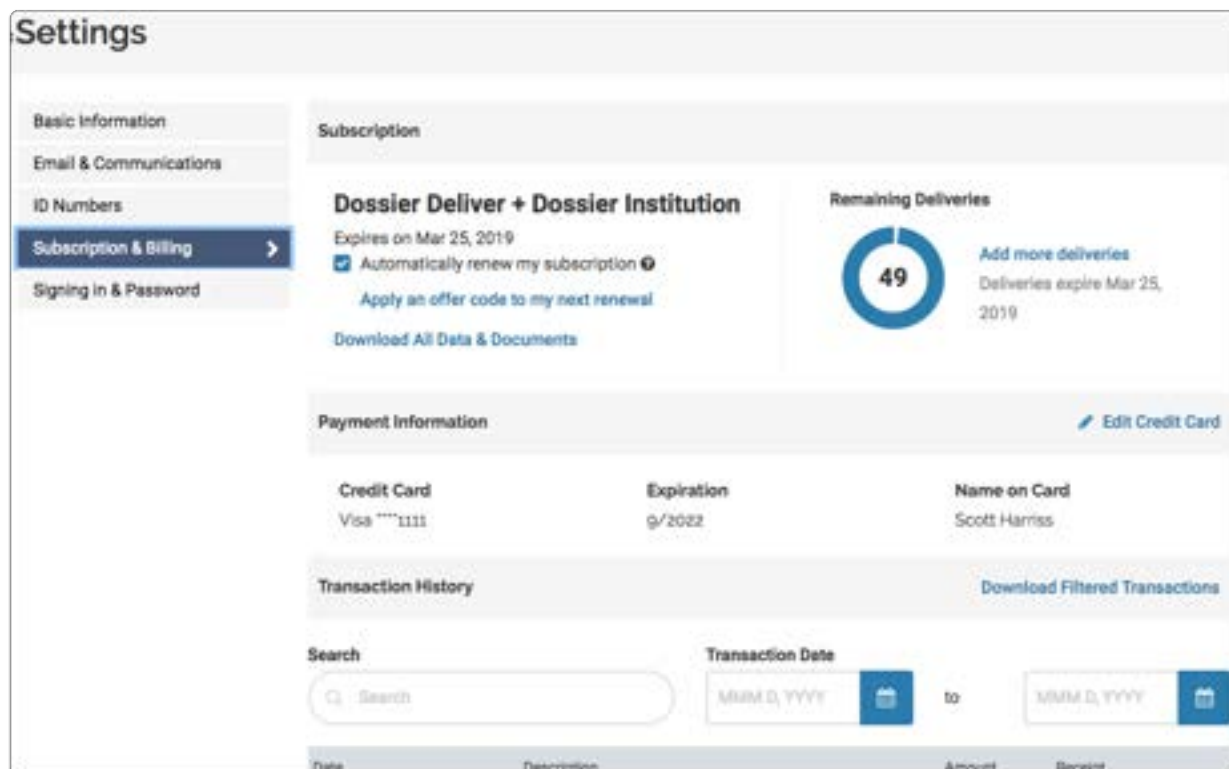 Settings
Basic Information
Email & Communications
ID Numbers
Subscription & Billing
Signing in & Password
Subscription
Dossier Deliver + Dossier Institution
Expires on Mar 25, 2019
Automatically renew my subscription
Apply an offer code to my next renewal
Download All Data & Documents
Remaining Deliveries
49
Add more deliveries
Deliveries expire Mar 25,
2019
Payment Information
Edit Credit Card
Credit Card
Expiration
Name on Card
Visa ****1111
9/2022
Scott Harriss
Transaction History
Download Filtered Transactions
Search
Transaction Date
Search
MMM D, YYYY
to
MMM D, YYYY
Date
Description
Amount
Receipt